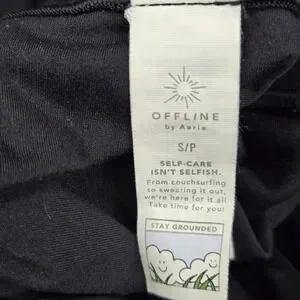 OFFLINE
by Aerie
S/P
SELF-CARE
ISN'T SELFISH.
From couchsurfing
to sweating it out,
we're here for it all
Take time for you!
STAY GROUNDED